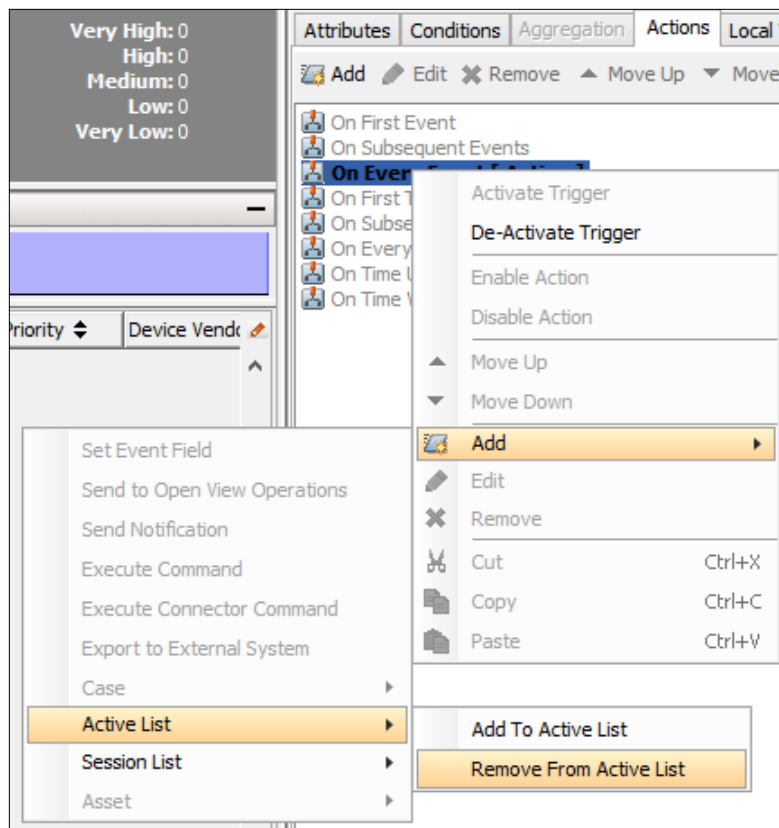 Very High: 0
High: 0
Medium: 0
Low: 0
Very Low: 0
Priority
Device Vendo
Attributes Conditions Aggregation Actions Local
Add Edit Remove Move Up Move
On First Event
On Subsequent Events
On Every
On First T
On Subse
On Every
On Time
On Time
Activate Trigger
De-Activate Trigger
Enable Action
Disable Action
Move Up
Move Down
Add
Edit
Remove
Cut Ctrl+X
Copy Ctrl+C
Paste Ctrl+V
Set Event Field
Send to Open View Operations
Send Notification
Execute Command
Execute Connector Command
Export to External System
Case
Active List
Session List
Asset
Add To Active List
Remove From Active List